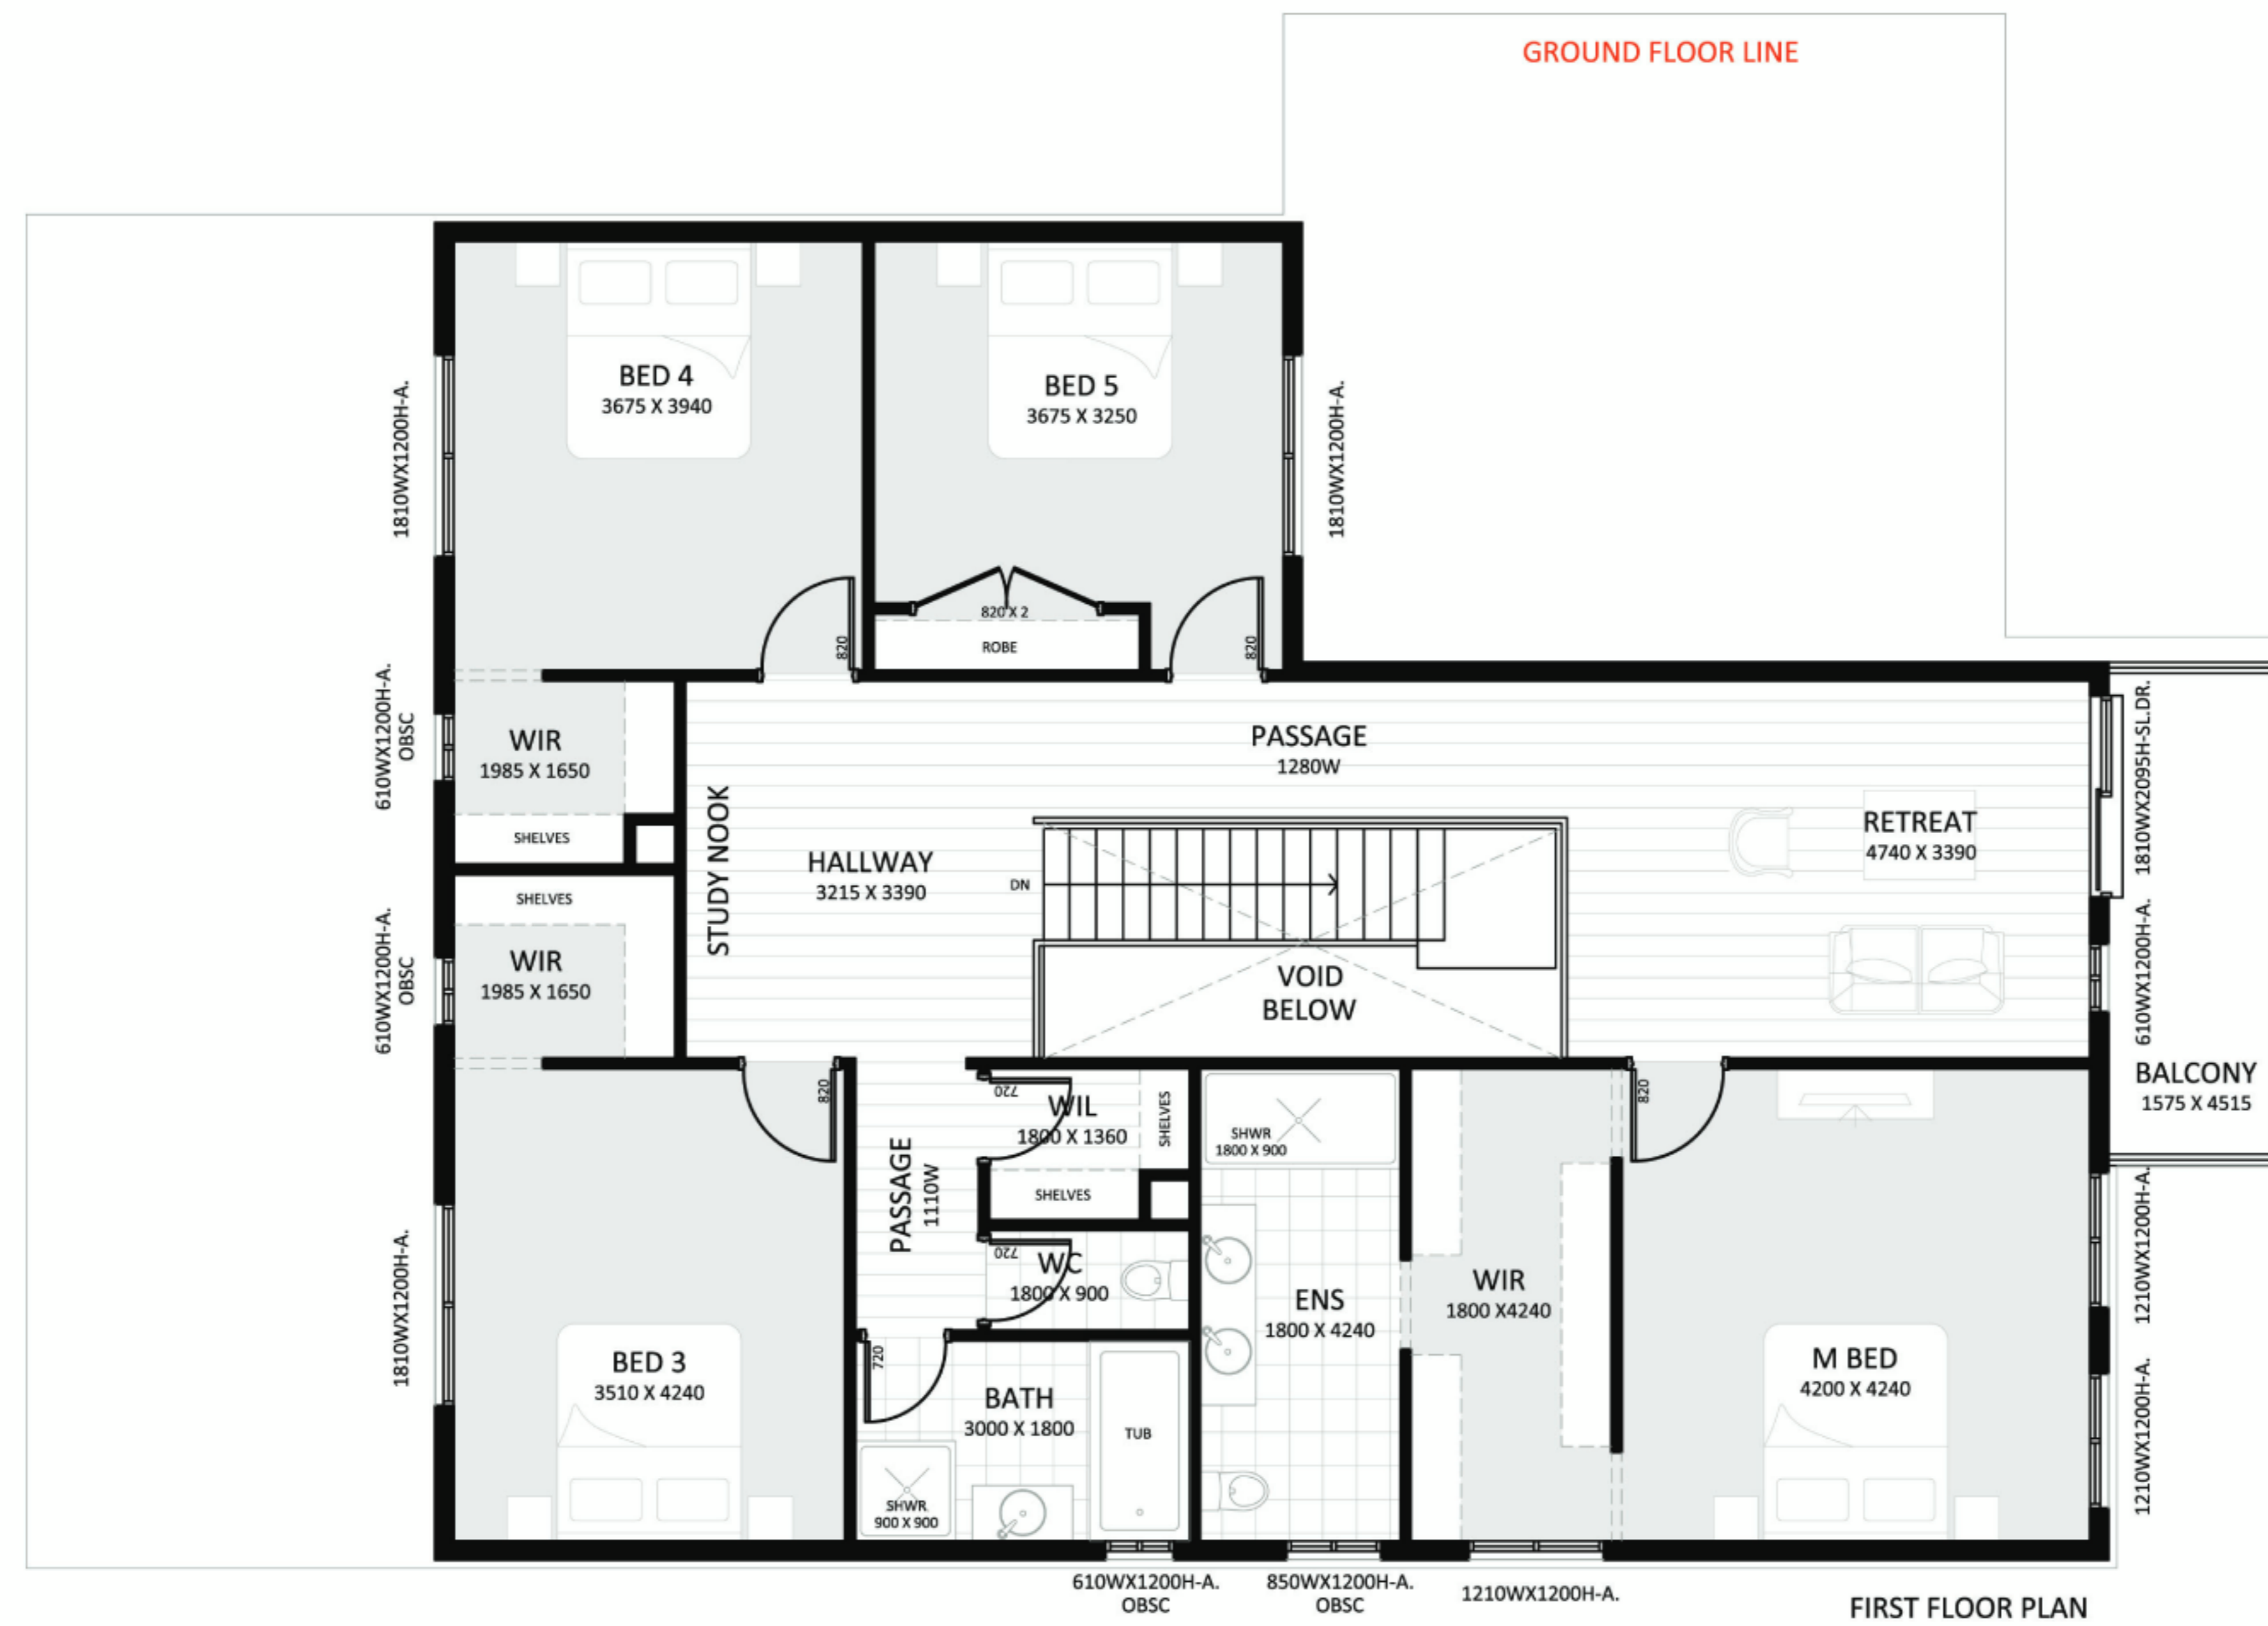 GROUND FLOOR LINE
BED 4
3675 X 3940
BED 5
3675 X 3250
1810WX1200H-A.
1810WX1200H-A.
820 X 2
ROBE
820
820
610WX1200H-A.
OBSC
WIR
1985 X 1650
SHELVES
STUDY NOOK
HALLWAY
3215 X 3390
PASSAGE
1280W
DN
VOID
BELOW
RETREAT
4740 X 3390
1810WX2095H-SL.DR.
610WX1200H-A.
610WX1200H-A.
OBSC
SHELVES
WIR
1985 X 1650
BALCONY
1575 X 4515
820
720
WIL
1800 X 1360
SHELVES
SHELVES
PASSAGE
1110W
720
WC
1800 X 900
SHWR
1800 X 900
ENS
1800 X 4240
WIR
1800 X4240
820
M BED
4200 X 4240
1210WX1200H-A.
1210WX1200H-A.
1810WX1200H-A.
BED 3
3510 X 4240
720
BATH
3000 X 1800
TUB
SHWR
900 X 900
610WX1200H-A.
OBSC
850WX1200H-A.
OBSC
1210WX1200H-A.
FIRST FLOOR PLAN